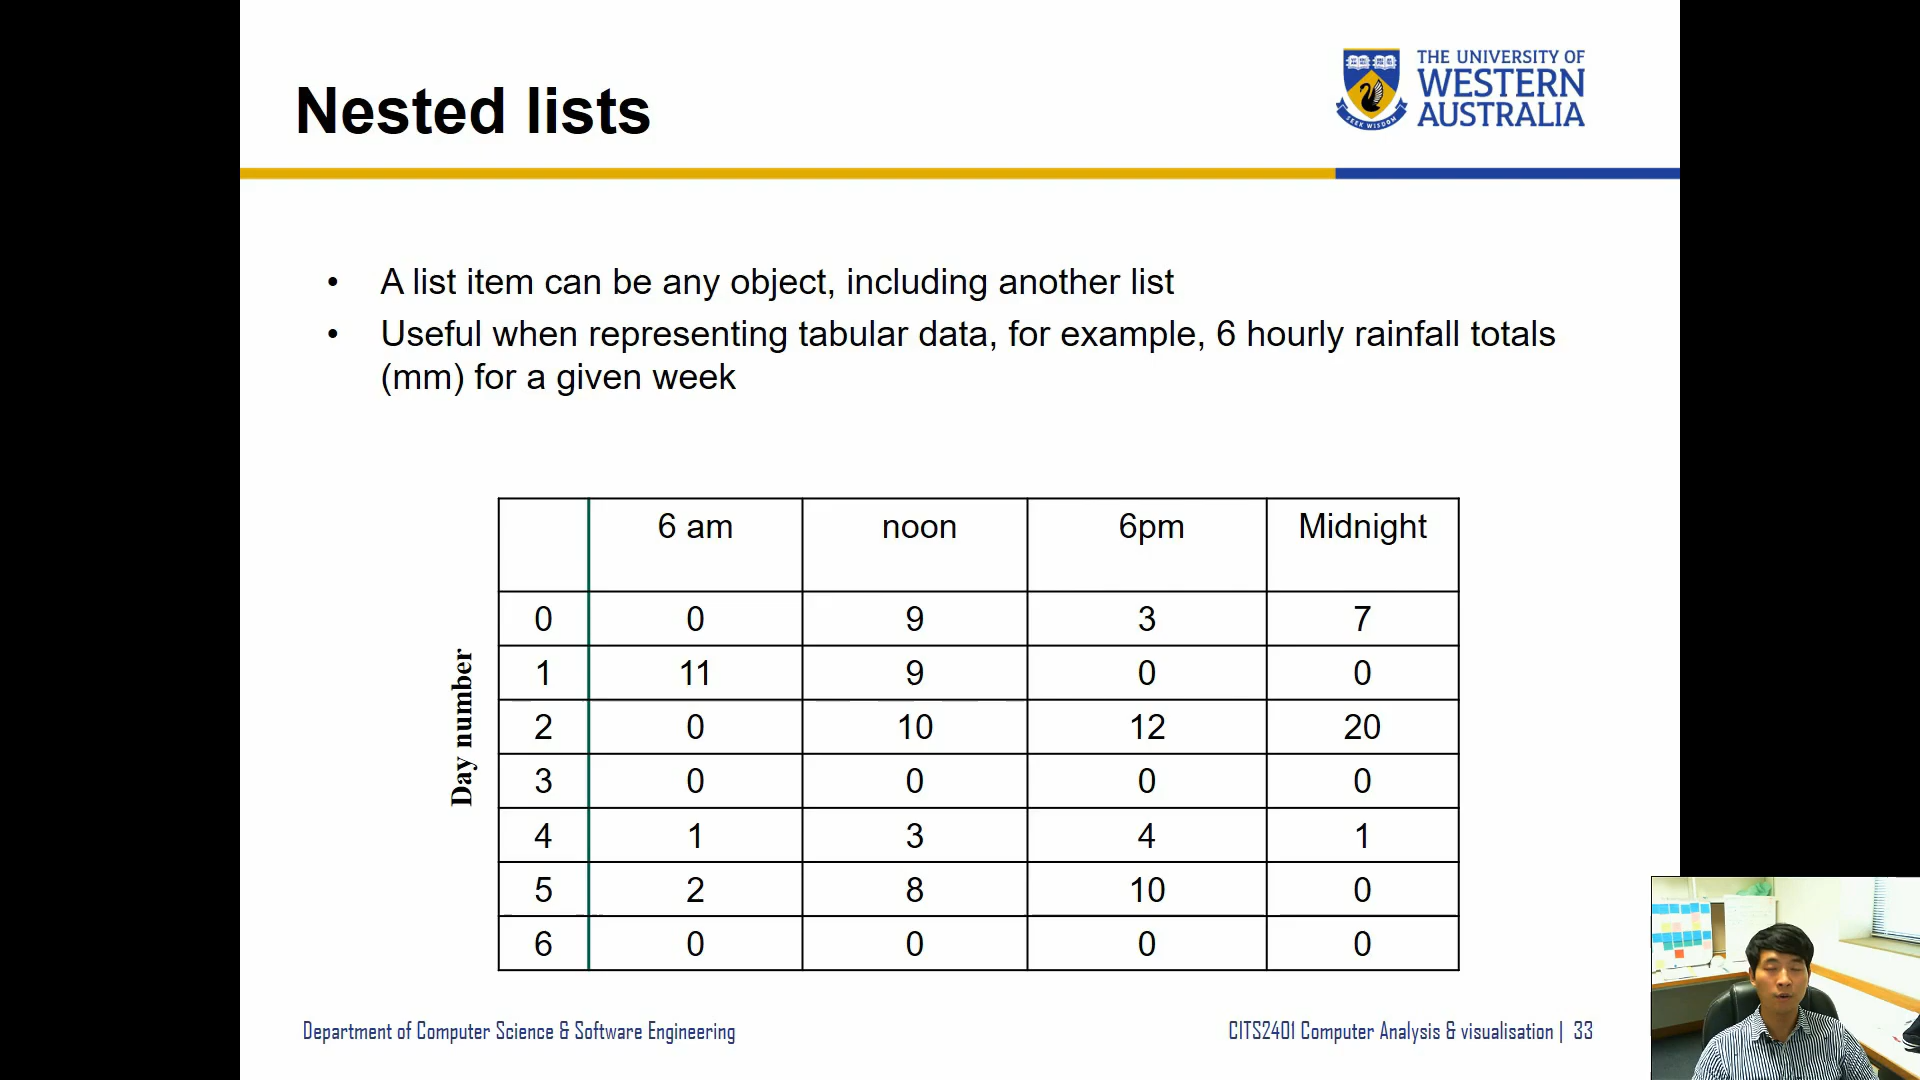 THE UNIVERSITY OF
WESTERN
AUSTRALIA
SEEK WISDOM
Nested lists
• A list item can be any object, including another list
• Useful when representing tabular data, for example, 6 hourly rainfall totals
(mm) for a given week
6 am noon 6pm Midnight
0 0 9 3 7
1 11 9 0 0
2 0 10 12 20
3 0 0 0 0
4 1 3 4 1
5 2 8 10 0
6 0 0 0 0
Day number
Department of Computer Science & Software Engineering
CITS2401 Computer Analysis & visualisation | 33